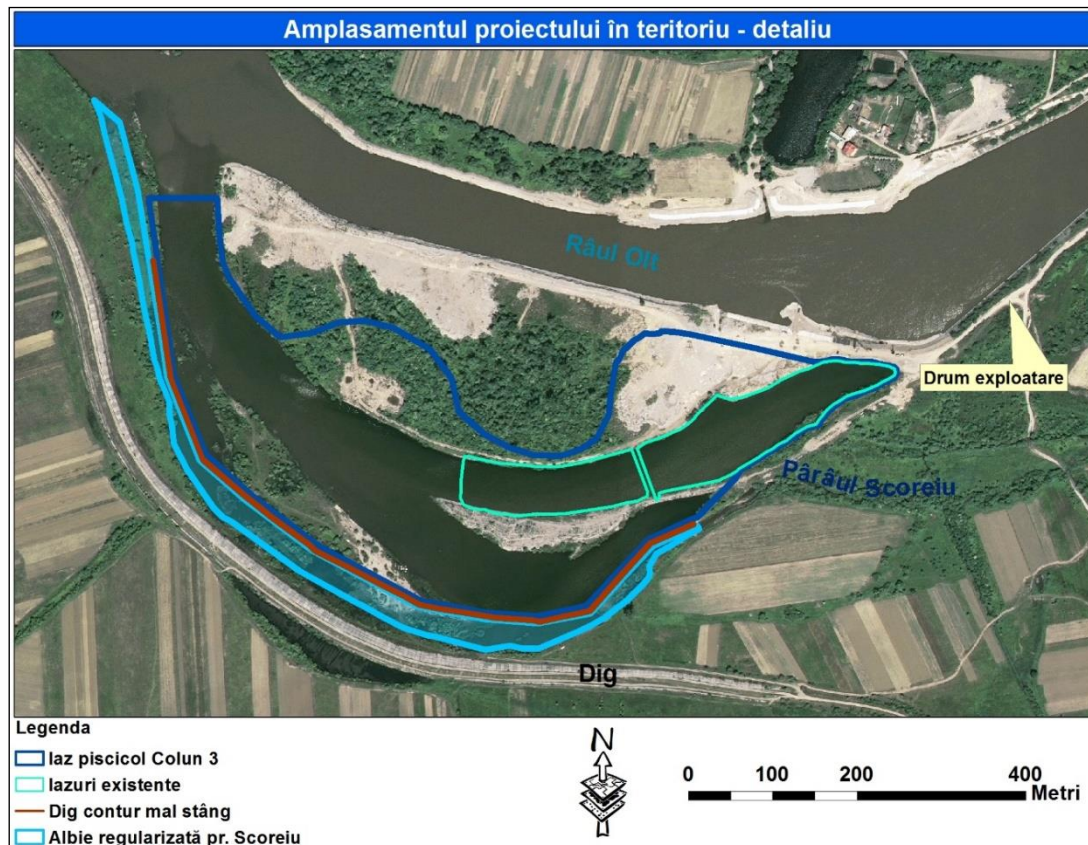 Amplasamentul proiectului în teritoriu - detaliu
Râul Olt
Drum exploatare
Pârâul Scoreiu
Dig
Legenda
Iaz piscicol Colun 3
Iazuri existente
Dig contur mal stâng
Albie regularizată pr. Scoreiu
N
0 100 200 400
Metri